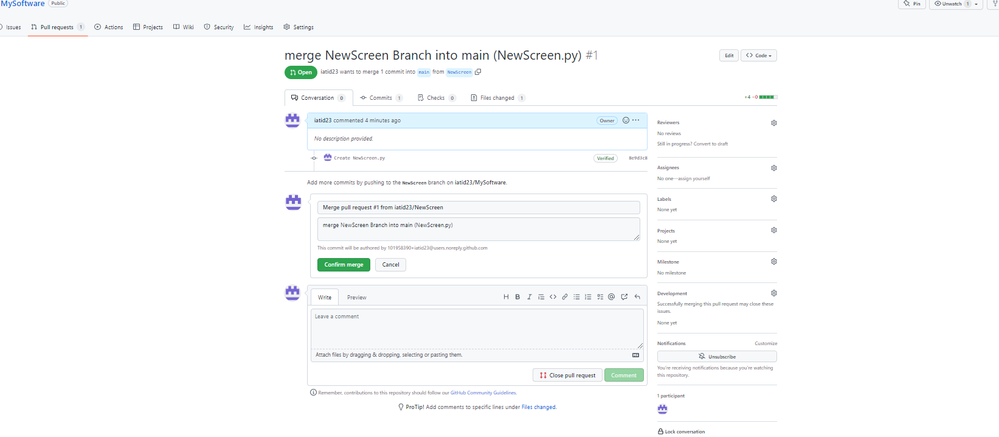 MySoftware Public
Pin
Unwatch 1
Issues
Pull requests 1
Actions
Projects
Wiki
Security
Insights
Settings
merge NewScreen Branch into main (NewScreen.py) #1
Edit
<> Code
Open
iatid23 wants to merge 1 commit into main from NewScreen
Conversation 0
Commits 1
Checks 0
Files changed 1
+4 −0
iatid23 commented 4 minutes ago
Owner
No description provided.
Create NewScreen.py
Verified
8e9d3c8
Add more commits by pushing to the NewScreen branch on iatid23/MySoftware.
Merge pull request #1 from iatid23/NewScreen
merge NewScreen Branch into main (NewScreen.py)
This commit will be authored by 101958390+iatid23@users.noreply.github.com
Confirm merge
Cancel
Write
Preview
Leave a comment
Attach files by dragging & dropping, selecting or pasting them.
Close pull request
Comment
Remember, contributions to this repository should follow our GitHub Community Guidelines.
ProTip! Add comments to specific lines under Files changed.
Reviewers
No reviews
Still in progress? Convert to draft
Assignees
No one—assign yourself
Labels
None yet
Projects
None yet
Milestone
No milestone
Development
Successfully merging this pull request may close these
issues.
None yet
Notifications
Customize
Unsubscribe
You're receiving notifications because you're watching
this repository.
1 participant
Lock conversation